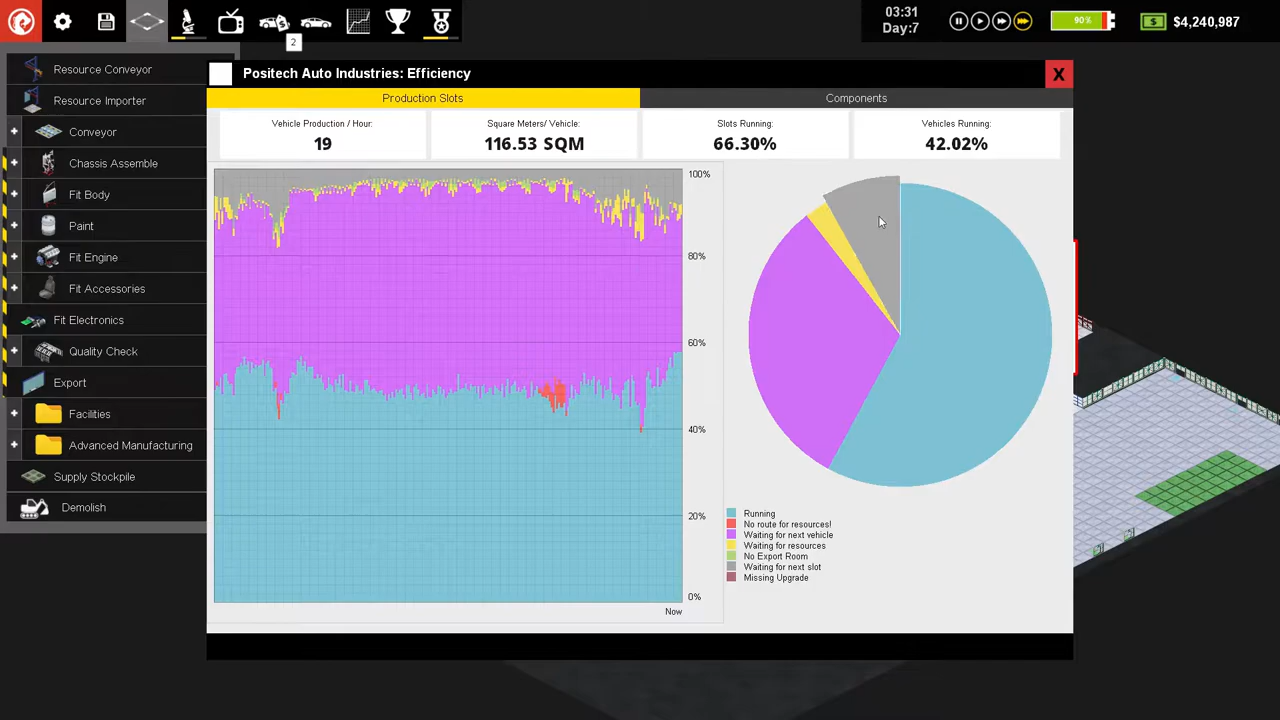 03:31
Day:7
90%
$4,240,987
2
Resource Conveyor
Resource Importer
Conveyor
Chassis Assemble
Fit Body
Paint
Fit Engine
Fit Accessories
Fit Electronics
Quality Check
Export
Facilities
Advanced Manufacturing
Supply Stockpile
Demolish
Positech Auto Industries: Efficiency
X
Production Slots
Components
Vehicle Production / Hour:
19
Square Meters/ Vehicle:
116.53 SQM
Slots Running:
66.30%
Vehicles Running:
42.02%
100%
80%
60%
40%
20%
0%
Now
Running
No route for resources!
Waiting for next vehicle
Waiting for resources
No Export Room
Waiting for next slot
Missing Upgrade